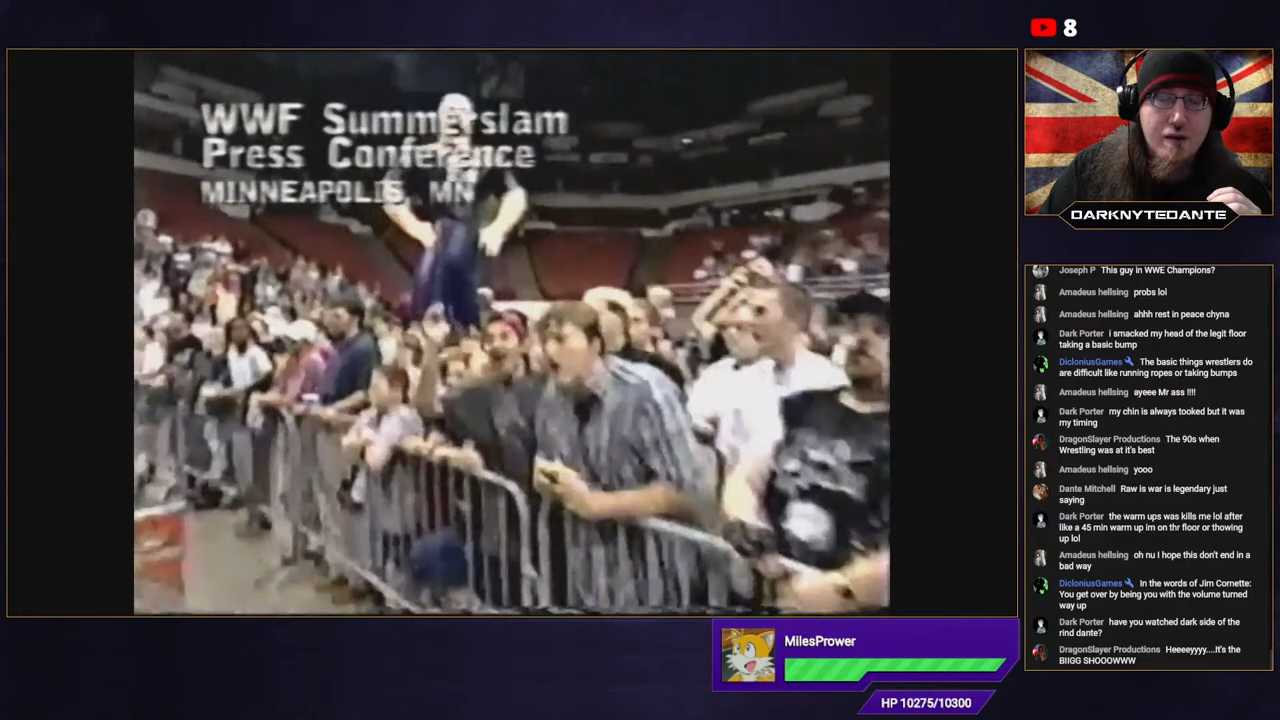 8
WWF Summerslam
Press Conference
MINNEAPOLIS, MN
DARKNYTEDANTE
Joseph P This guy in WWE Champions?
Amadeus hellsing probs lol
Amadeus hellsing ahhh rest in peace chyna
Dark Porter i smacked my head of the legit floor
taking a basic bump
DicloniusGames The basic things wrestlers do
are difficult like running ropes or taking bumps
Amadeus hellsing ayeee Mr ass !!!!
Dark Porter my chin is always tooked but it was
my timing
DragonSlayer Productions The 90s when
Wrestling was at it's best
Amadeus hellsing yooo
Dante Mitchell Raw is war is legendary just
saying
Dark Porter the warm ups was kills me lol after
like a 45 min warm up im on thr floor or thowing
up lol
Amadeus hellsing oh nu I hope this don't end in a
bad way
DicloniusGames In the words of Jim Cornette:
You get over by being you with the volume turned
way up
Dark Porter have you watched dark side of the
rind dante?
DragonSlayer Productions Heeeeyyyy....It's the
BIIGG SHOOOWWW
MilesPrower
HP 10275/10300